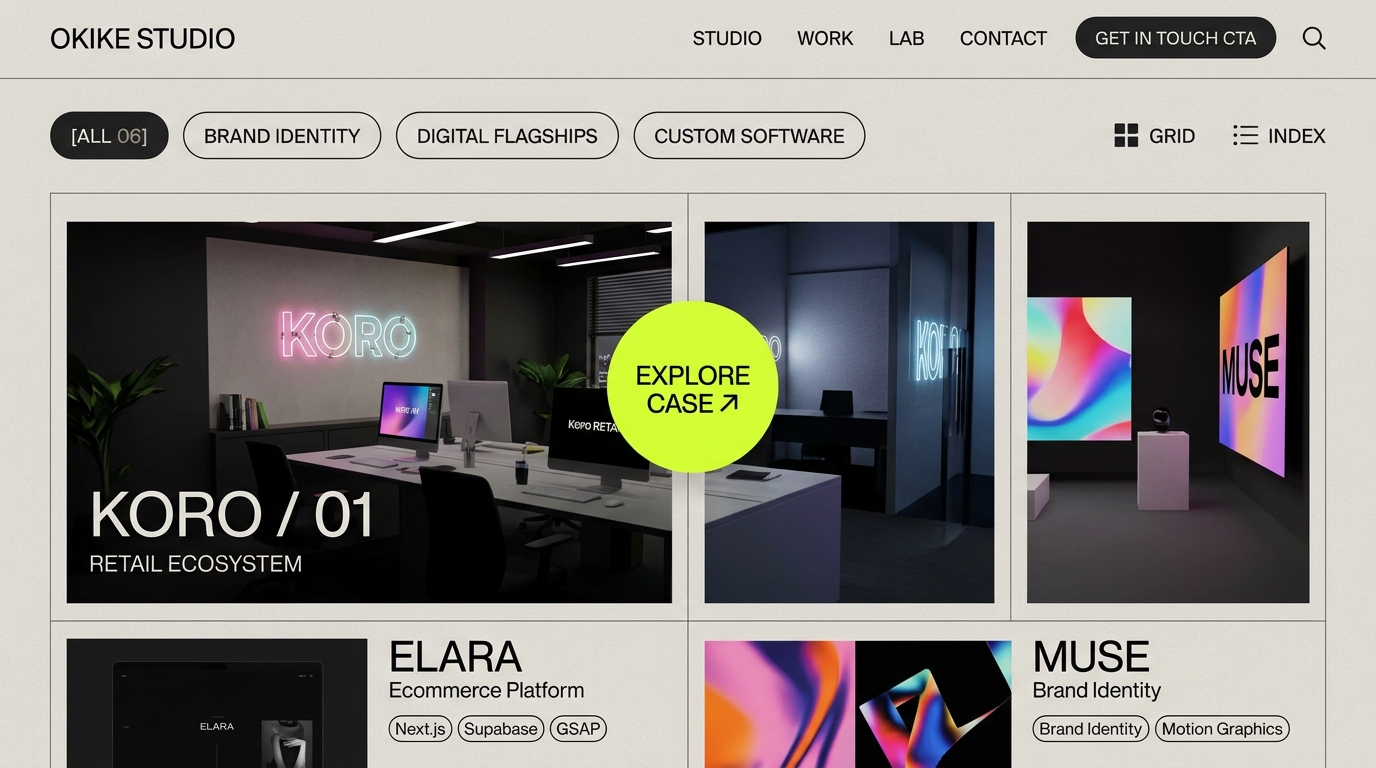 OKIKE STUDIO
STUDIO WORK LAB CONTACT GET IN TOUCH CTA
[ALL 06] BRAND IDENTITY DIGITAL FLAGSHIPS CUSTOM SOFTWARE GRID INDEX
KORO
EXPLORE
CASE ↗
MUSE
KORO / 01
RETAIL ECOSYSTEM
ELARA
Ecommerce Platform
Next.js Supabase GSAP
ELARA
MUSE
Brand Identity
Brand Identity Motion Graphics